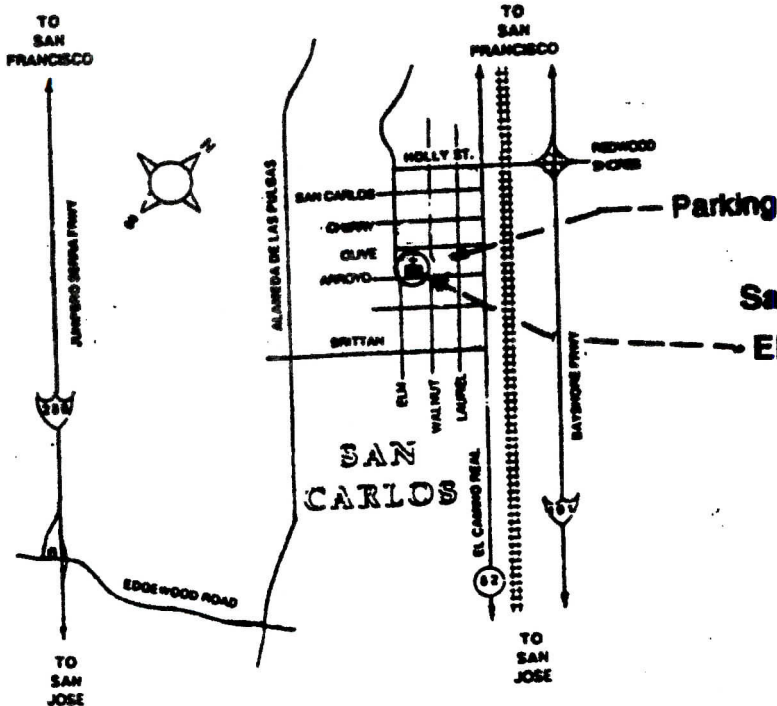 TO
SAN
FRANCISCO
TO
SAN
FRANCISCO
N
HOLLY ST.
REDWOOD
SHORES
SAN CARLOS
CHERRY
OLIVE
ARROYO
BRITTAN
Parking
Sa
El
JUNIPERO SERRA FRWY
ALAMEDA DE LAS PULGAS
ELM
WALNUT
LAUREL
EL CAMINO REAL
BAYSHORE FRWY
280
SAN
CARLOS
82
EDGEWOOD ROAD
TO
SAN
JOSE
TO
SAN
JOSE